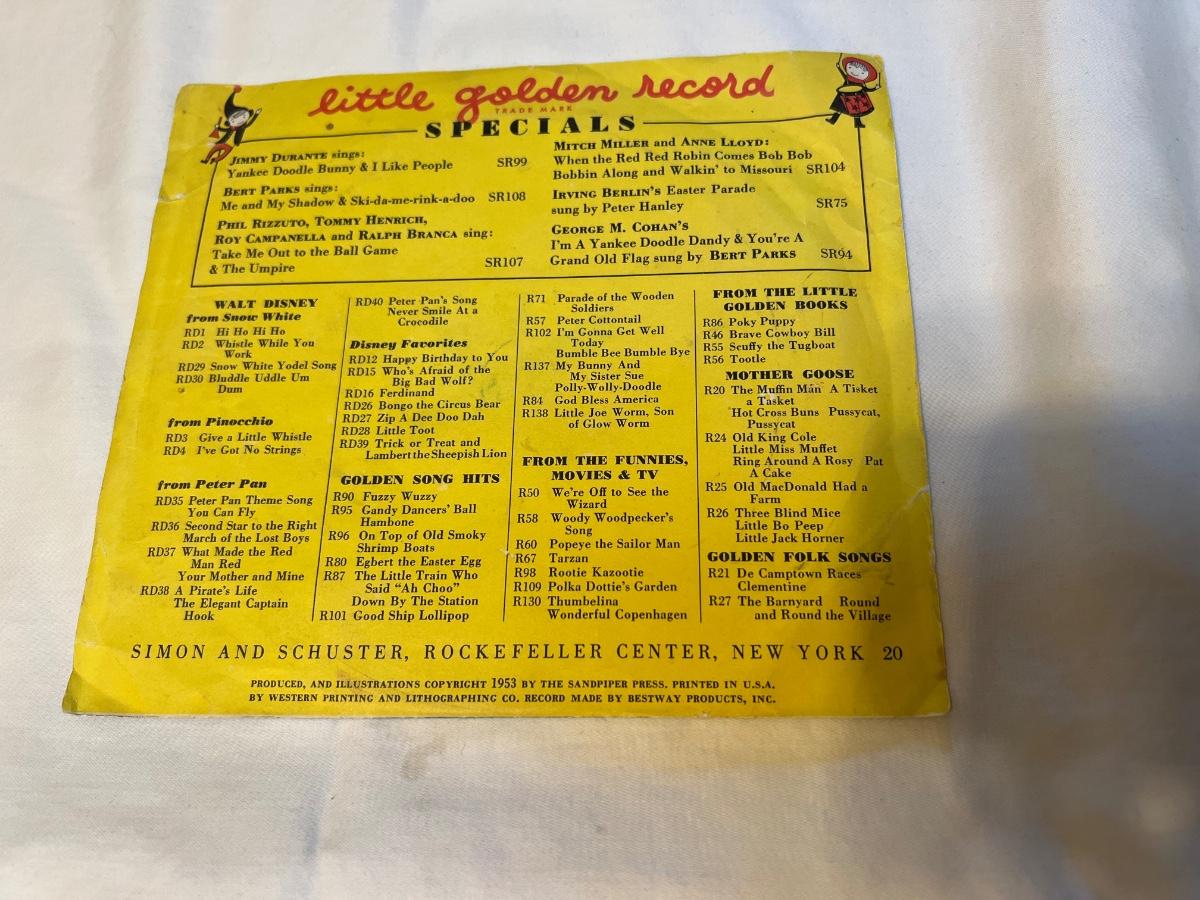 little golden record
TRADE MARK
SPECIALS
JIMMY DURANTE sings:
Yankee Doodle Bunny & I Like People SR99
BERT PARKS sings:
Me and My Shadow & Ski-da-me-rink-a-doo SR108
PHIL RIZZUTO, TOMMY HENRICH,
ROY CAMPANELLA and RALPH BRANCA sing:
Take Me Out to the Ball Game
& The Umpire SR107
MITCH MILLER and ANNE LLOYD:
When the Red Red Robin Comes Bob Bob
Bobbin Along and Walkin' to Missouri SR104
IRVING BERLIN'S Easter Parade
sung by Peter Hanley SR75
GEORGE M. COHAN'S
I'm A Yankee Doodle Dandy & You're A
Grand Old Flag sung by BERT PARKS SR94
WALT DISNEY
from Snow White
RD1 Hi Ho Hi Ho
RD2 Whistle While You
Work
RD29 Snow White Yodel Song
RD30 Bluddle Uddle Um
Dum
from Pinocchio
RD3 Give a Little Whistle
RD4 I've Got No Strings
from Peter Pan
RD35 Peter Pan Theme Song
You Can Fly
RD36 Second Star to the Right
March of the Lost Boys
RD37 What Made the Red
Man Red
Your Mother and Mine
RD38 A Pirate's Life
The Elegant Captain
Hook
RD40 Peter Pan's Song
Never Smile At a
Crocodile
Disney Favorites
RD12 Happy Birthday to You
RD15 Who's Afraid of the
Big Bad Wolf?
RD16 Ferdinand
RD26 Bongo the Circus Bear
RD27 Zip A Dee Doo Dah
RD28 Little Toot
RD39 Trick or Treat and
Lambert the Sheepish Lion
GOLDEN SONG HITS
R90 Fuzzy Wuzzy
R95 Gandy Dancers' Ball
Hambone
R96 On Top of Old Smoky
Shrimp Boats
R80 Egbert the Easter Egg
R87 The Little Train Who
Said "Ah Choo"
Down By The Station
R101 Good Ship Lollipop
R71 Parade of the Wooden
Soldiers
R57 Peter Cottontail
R102 I'm Gonna Get Well
Today
Bumble Bee Bumble Bye
R137 My Bunny And
My Sister Sue
Polly-Wolly-Doodle
R84 God Bless America
R138 Little Joe Worm, Son
of Glow Worm
FROM THE FUNNIES,
MOVIES & TV
R50 We're Off to See the
Wizard
R58 Woody Woodpecker's
Song
R60 Popeye the Sailor Man
R67 Tarzan
R98 Rootie Kazootie
R109 Polka Dottie's Garden
R130 Thumbelina
Wonderful Copenhagen
FROM THE LITTLE
GOLDEN BOOKS
R86 Poky Puppy
R46 Brave Cowboy Bill
R55 Scuffy the Tugboat
R56 Tootle
MOTHER GOOSE
R20 The Muffin Man A Tisket
a Tasket
Hot Cross Buns Pussycat,
Pussycat
R24 Old King Cole
Little Miss Muffet
Ring Around A Rosy Pat
A Cake
R25 Old MacDonald Had a
Farm
R26 Three Blind Mice
Little Bo Peep
Little Jack Horner
GOLDEN FOLK SONGS
R21 De Camptown Races
Clementine
R27 The Barnyard Round
and Round the Village
SIMON AND SCHUSTER, ROCKEFELLER CENTER, NEW YORK 20
PRODUCED, AND ILLUSTRATIONS COPYRIGHT 1953 BY THE SANDPIPER PRESS. PRINTED IN U.S.A.
BY WESTERN PRINTING AND LITHOGRAPHING CO. RECORD MADE BY BESTWAY PRODUCTS, INC.